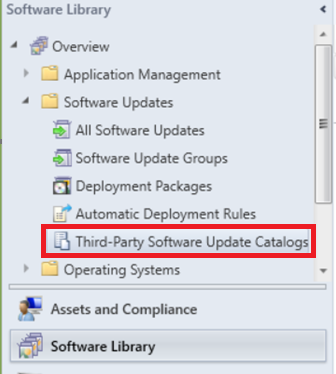 Software Library
Overview
Application Management
Software Updates
All Software Updates
Software Update Groups
Deployment Packages
Automatic Deployment Rules
Third-Party Software Update Catalogs
Operating Systems
Assets and Compliance
Software Library